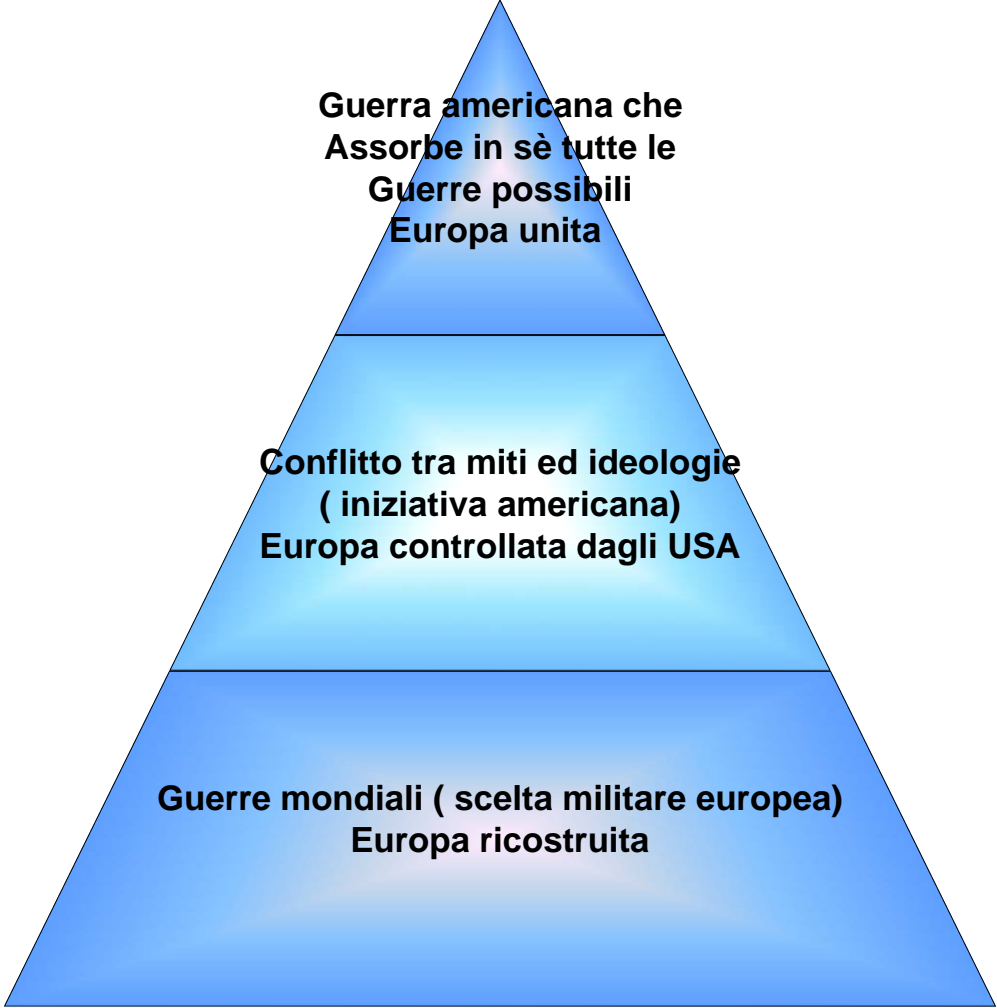 Guerra americana che
Assorbe in sè tutte le
Guerre possibili
Europa unita
Conflitto tra miti ed ideologie
( iniziativa americana)
Europa controllata dagli USA
Guerre mondiali ( scelta militare europea)
Europa ricostruita